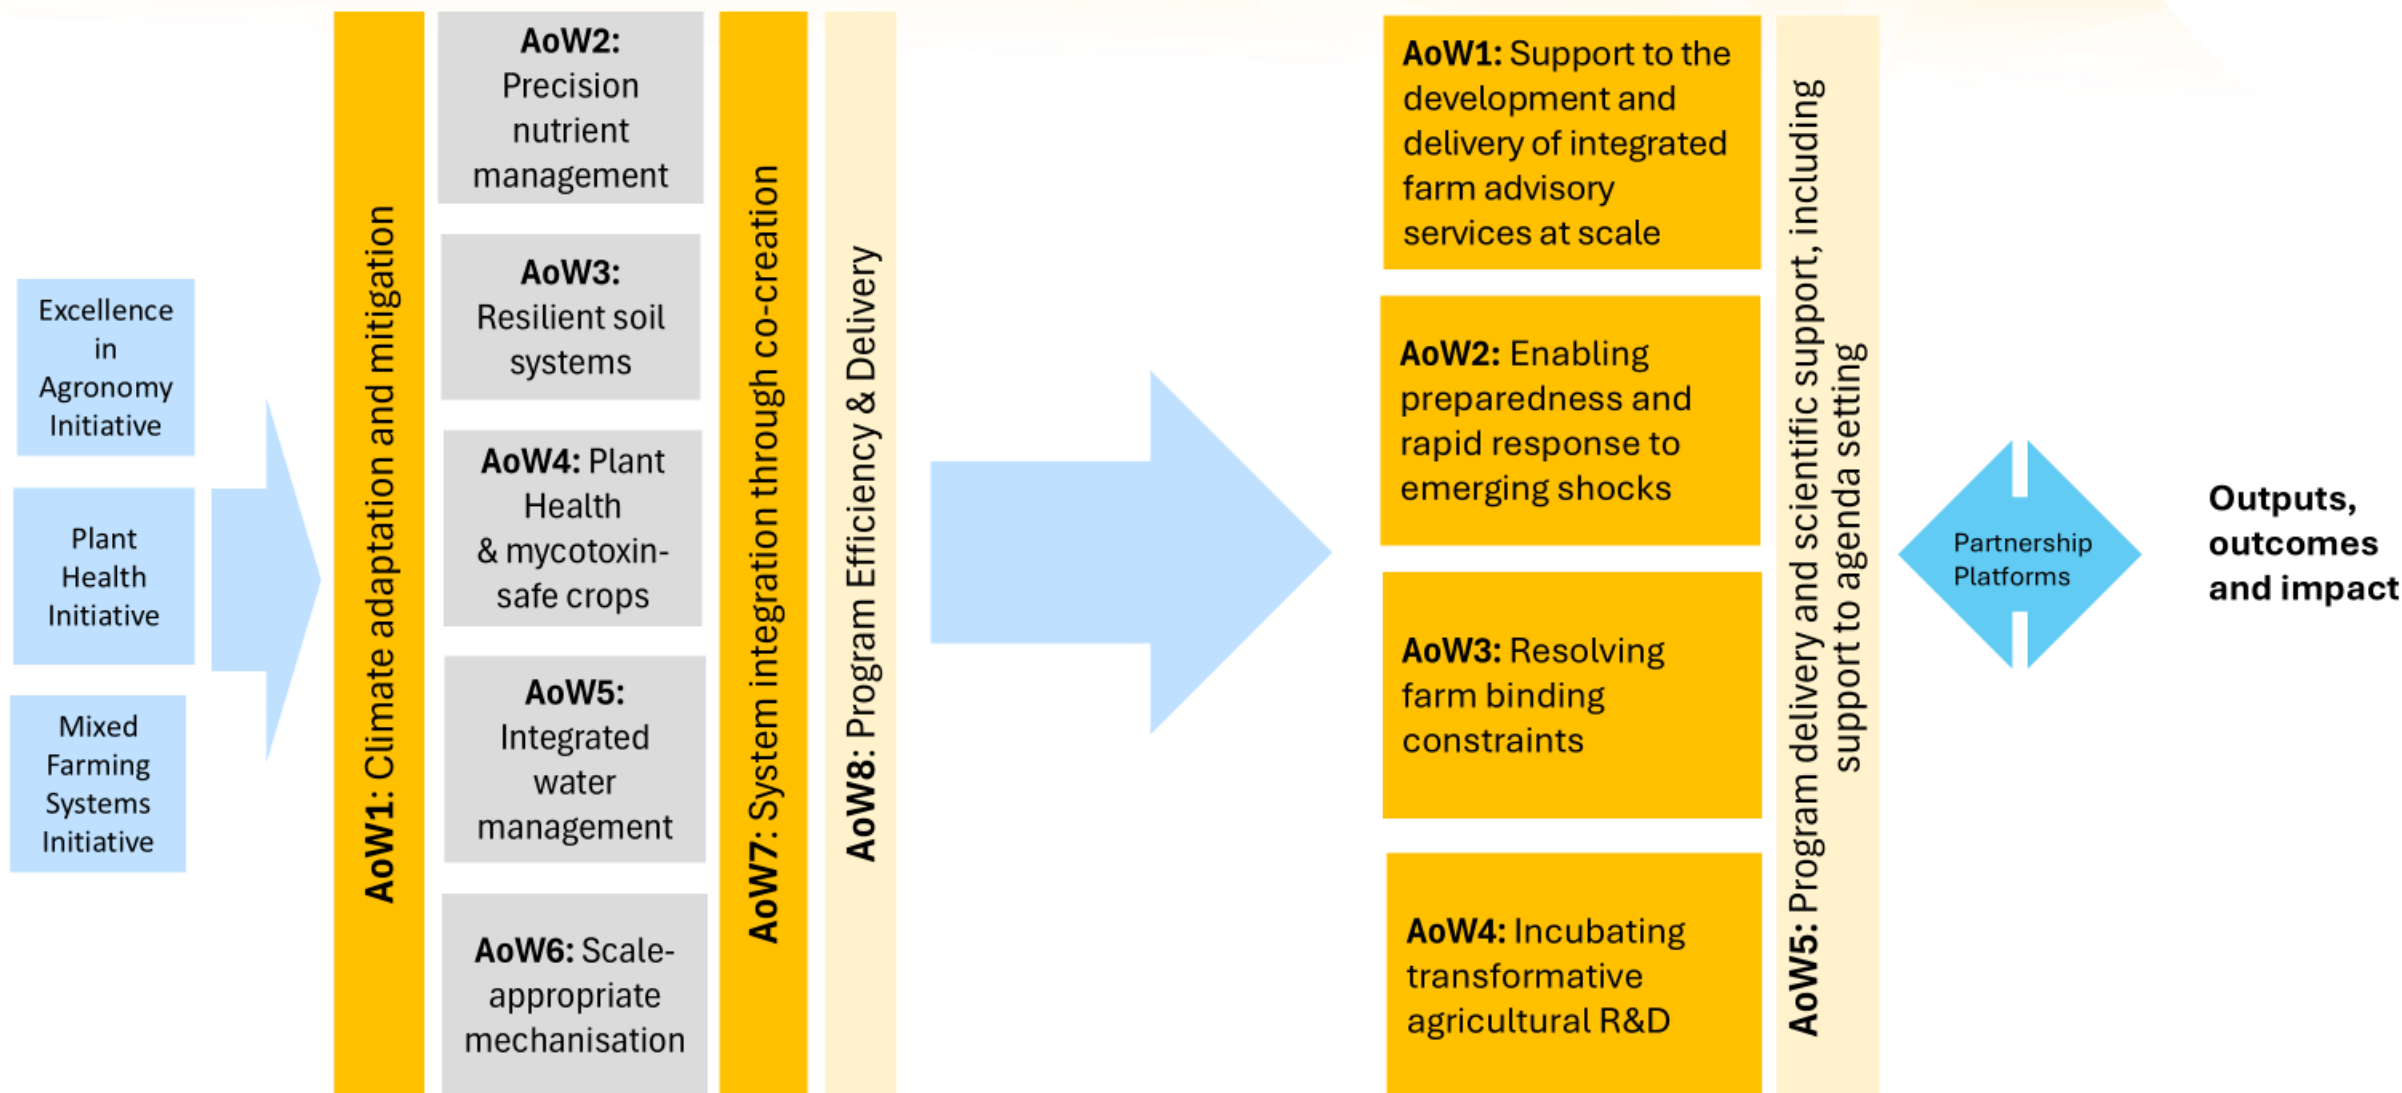 Excellence
in
Agronomy
Initiative
Plant
Health
Initiative
Mixed
Farming
Systems
Initiative
AoW1: Climate adaptation and mitigation
AoW2:
Precision
nutrient
management
AoW3:
Resilient soil
systems
AoW4: Plant
Health
& mycotoxin-
safe crops
AoW5:
Integrated
water
management
AoW6: Scale-
appropriate
mechanisation
AoW7: System integration through co-creation
AoW8: Program Efficiency & Delivery
AoW1: Support to the
development and
delivery of integrated
farm advisory
services at scale
AoW2: Enabling
preparedness and
rapid response to
emerging shocks
AoW3: Resolving
farm binding
constraints
AoW4: Incubating
transformative
agricultural R&D
AoW5: Program delivery and scientific support, including
support to agenda setting
Partnership
Platforms
Outputs,
outcomes
and impact